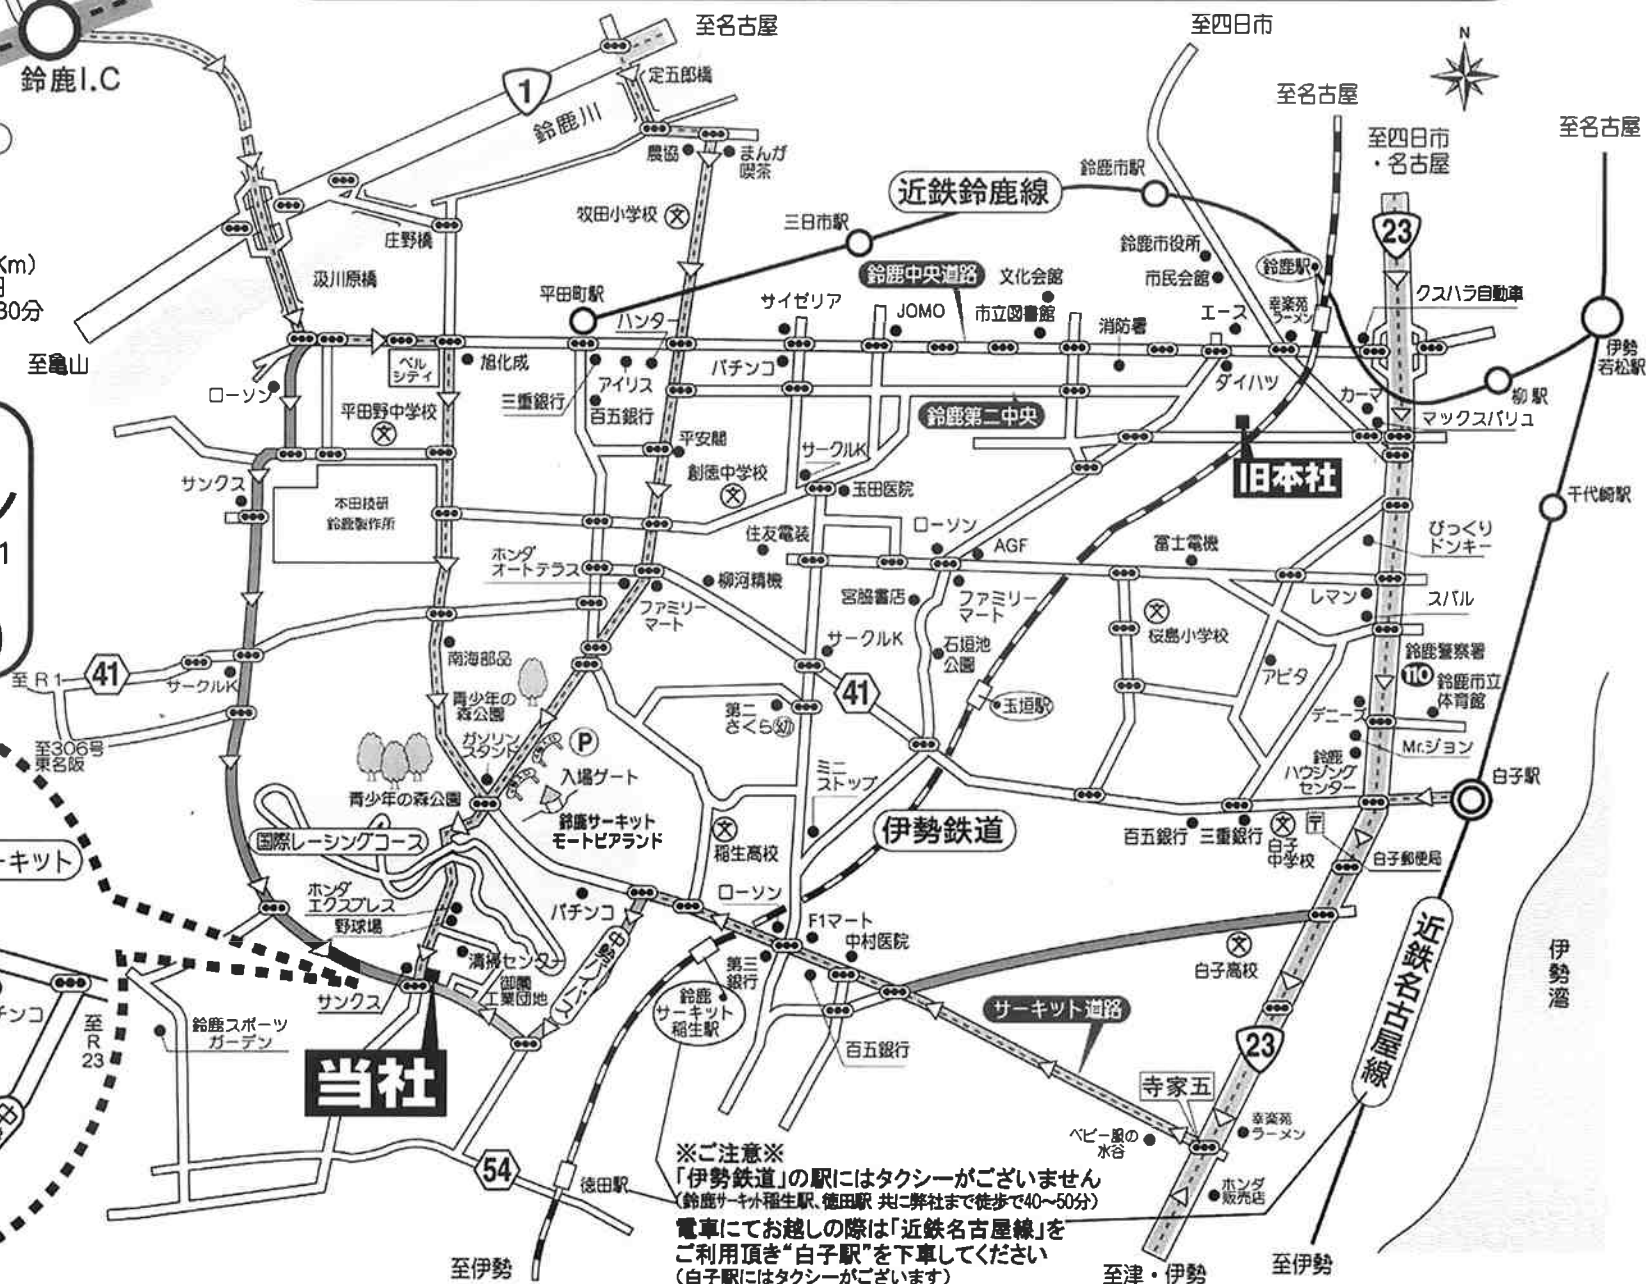 至名古屋
至四日市
N
鈴鹿I.C
1
定五郎橋
鈴鹿川
至名古屋
至四日市
・名古屋
至名古屋
農協
まんが
喫茶
近鉄鈴鹿線
鈴鹿市駅
牧田小学校
文
三日市駅
23
庄野橋
鈴鹿市役所
市民会館
鈴鹿駅
Km)
30分
汲川原橋
鈴鹿中央道路
文化会館
平田町駅
サイゼリア
JOMO
市立図書館
エース
幸楽苑
ラーメン
クスハラ自動車
ハンター
消防署
至亀山
ベル
シティ
旭化成
アイリス
パチンコ
ダイハツ
伊勢
若松駅
柳駅
ローソン
三重銀行
百五銀行
鈴鹿第二中央
カーマ
マックスバリュ
平田野中学校
文
平安閣
サークルK
創徳中学校
文
旧本社
サンクス
玉田医院
千代崎駅
本田技研
鈴鹿製作所
住友電装
ローソン
AGF
富士電機
びっくり
ドンキー
ホンダ
オートテラス
柳河精機
宮脇書店
ファミリー
マート
レマン
スバル
ファミリー
マート
文
桜島小学校
サークルK
石垣池
公園
鈴鹿警察署
110
鈴鹿市立
体育館
南海部品
至R1
41
サークルK
アピタ
41
青少年の
森公園
第二
さくら幼
玉垣駅
デニーズ
至306号
東名阪
ガソリン
スタンド
P
Mr.ジョン
入場ゲート
ミニ
ストップ
鈴鹿
ハウジング
センター
白子駅
青少年の森公園
鈴鹿サーキット
モートピアランド
国際レーシングコース
文
稲生高校
伊勢鉄道
百五銀行
三重銀行
文
白子
中学校
〒
白子郵便局
ーキット
ホンダ
エクスプレス
野球場
パチンコ
ローソン
F1マート
中村医院
中野バイパス
文
白子高校
近鉄名古屋線
伊勢湾
清掃センター
第三
銀行
サンクス
御薗
工業団地
鈴鹿
サーキット
稲生駅
サーキット道路
チンコ
至R23
鈴鹿スポーツ
ガーデン
百五銀行
23
当社
寺家五
ベビー服の
水谷
幸楽苑
ラーメン
54
徳田駅
ホンダ
販売店
※ご注意※
「伊勢鉄道」の駅にはタクシーがございません
(鈴鹿サーキット稲生駅、徳田駅 共に弊社まで徒歩で40~50分)
電車にてお越しの際は「近鉄名古屋線」を
ご利用頂き“白子駅”を下車してください
(白子駅にはタクシーがございます)
至伊勢
至津・伊勢
至伊勢